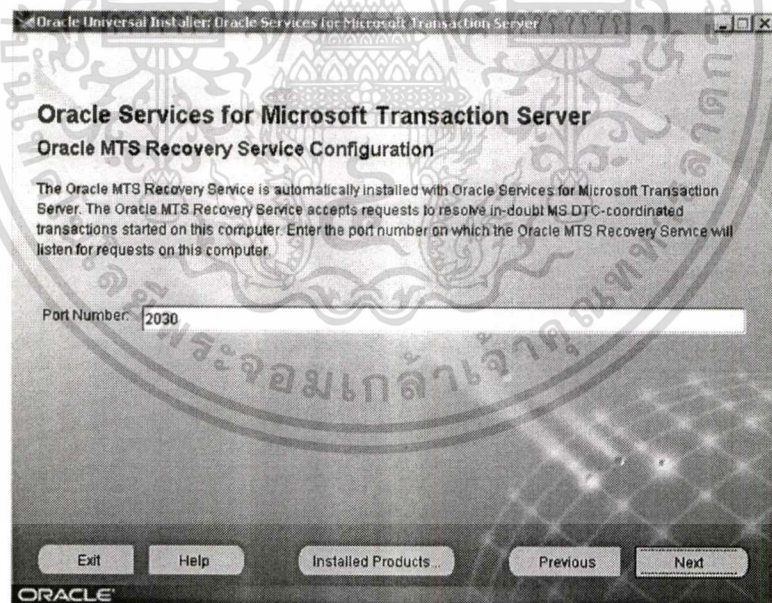 Oracle Universal Installer: Oracle Services for Microsoft Transaction Server
Oracle Services for Microsoft Transaction Server
Oracle MTS Recovery Service Configuration
The Oracle MTS Recovery Service is automatically installed with Oracle Services for Microsoft Transaction
Server. The Oracle MTS Recovery Service accepts requests to resolve in-doubt MS DTC-coordinated
transactions started on this computer. Enter the port number on which the Oracle MTS Recovery Service will
listen for requests on this computer.
Port Number: 2030
Exit Help Installed Products... Previous Next
ORACLE